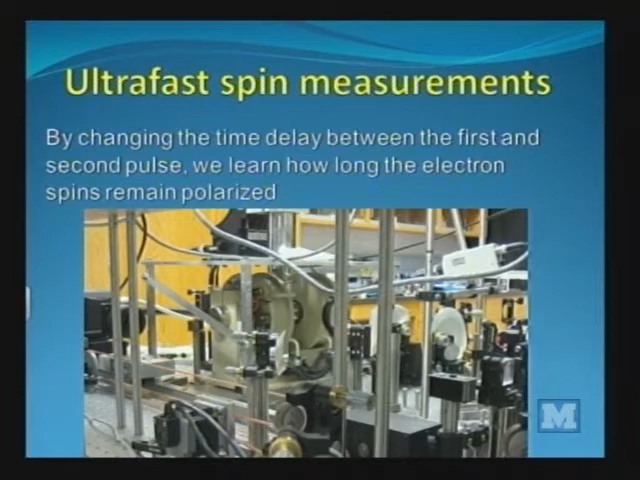 Ultrafast spin measurements
By changing the time delay between the first and
second pulse, we learn how long the electron
spins remain polarized
M